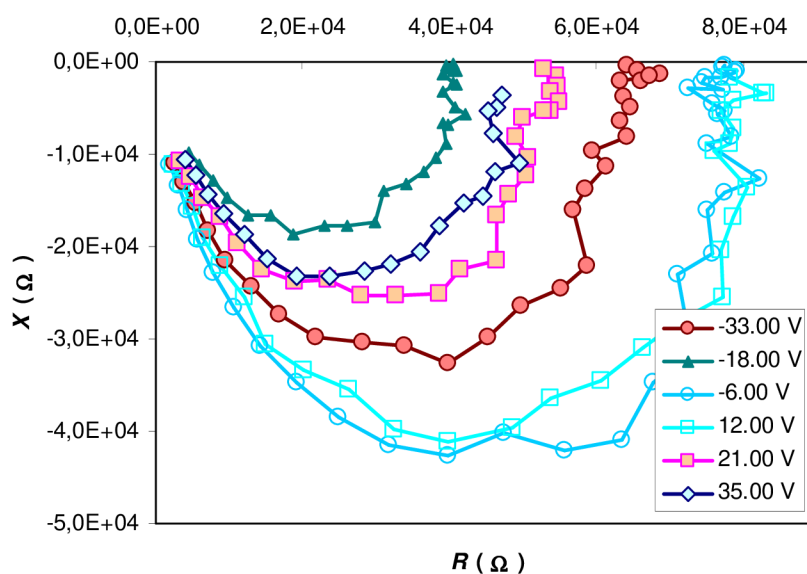 0,0E+00 2,0E+04 4,0E+04 6,0E+04 8,0E+04
0,0E+00
-1,0E+04
-2,0E+04
-3,0E+04
-4,0E+04
-5,0E+04
X ( Ω )
-33.00 V
-18.00 V
-6.00 V
12.00 V
21.00 V
35.00 V
R ( Ω )